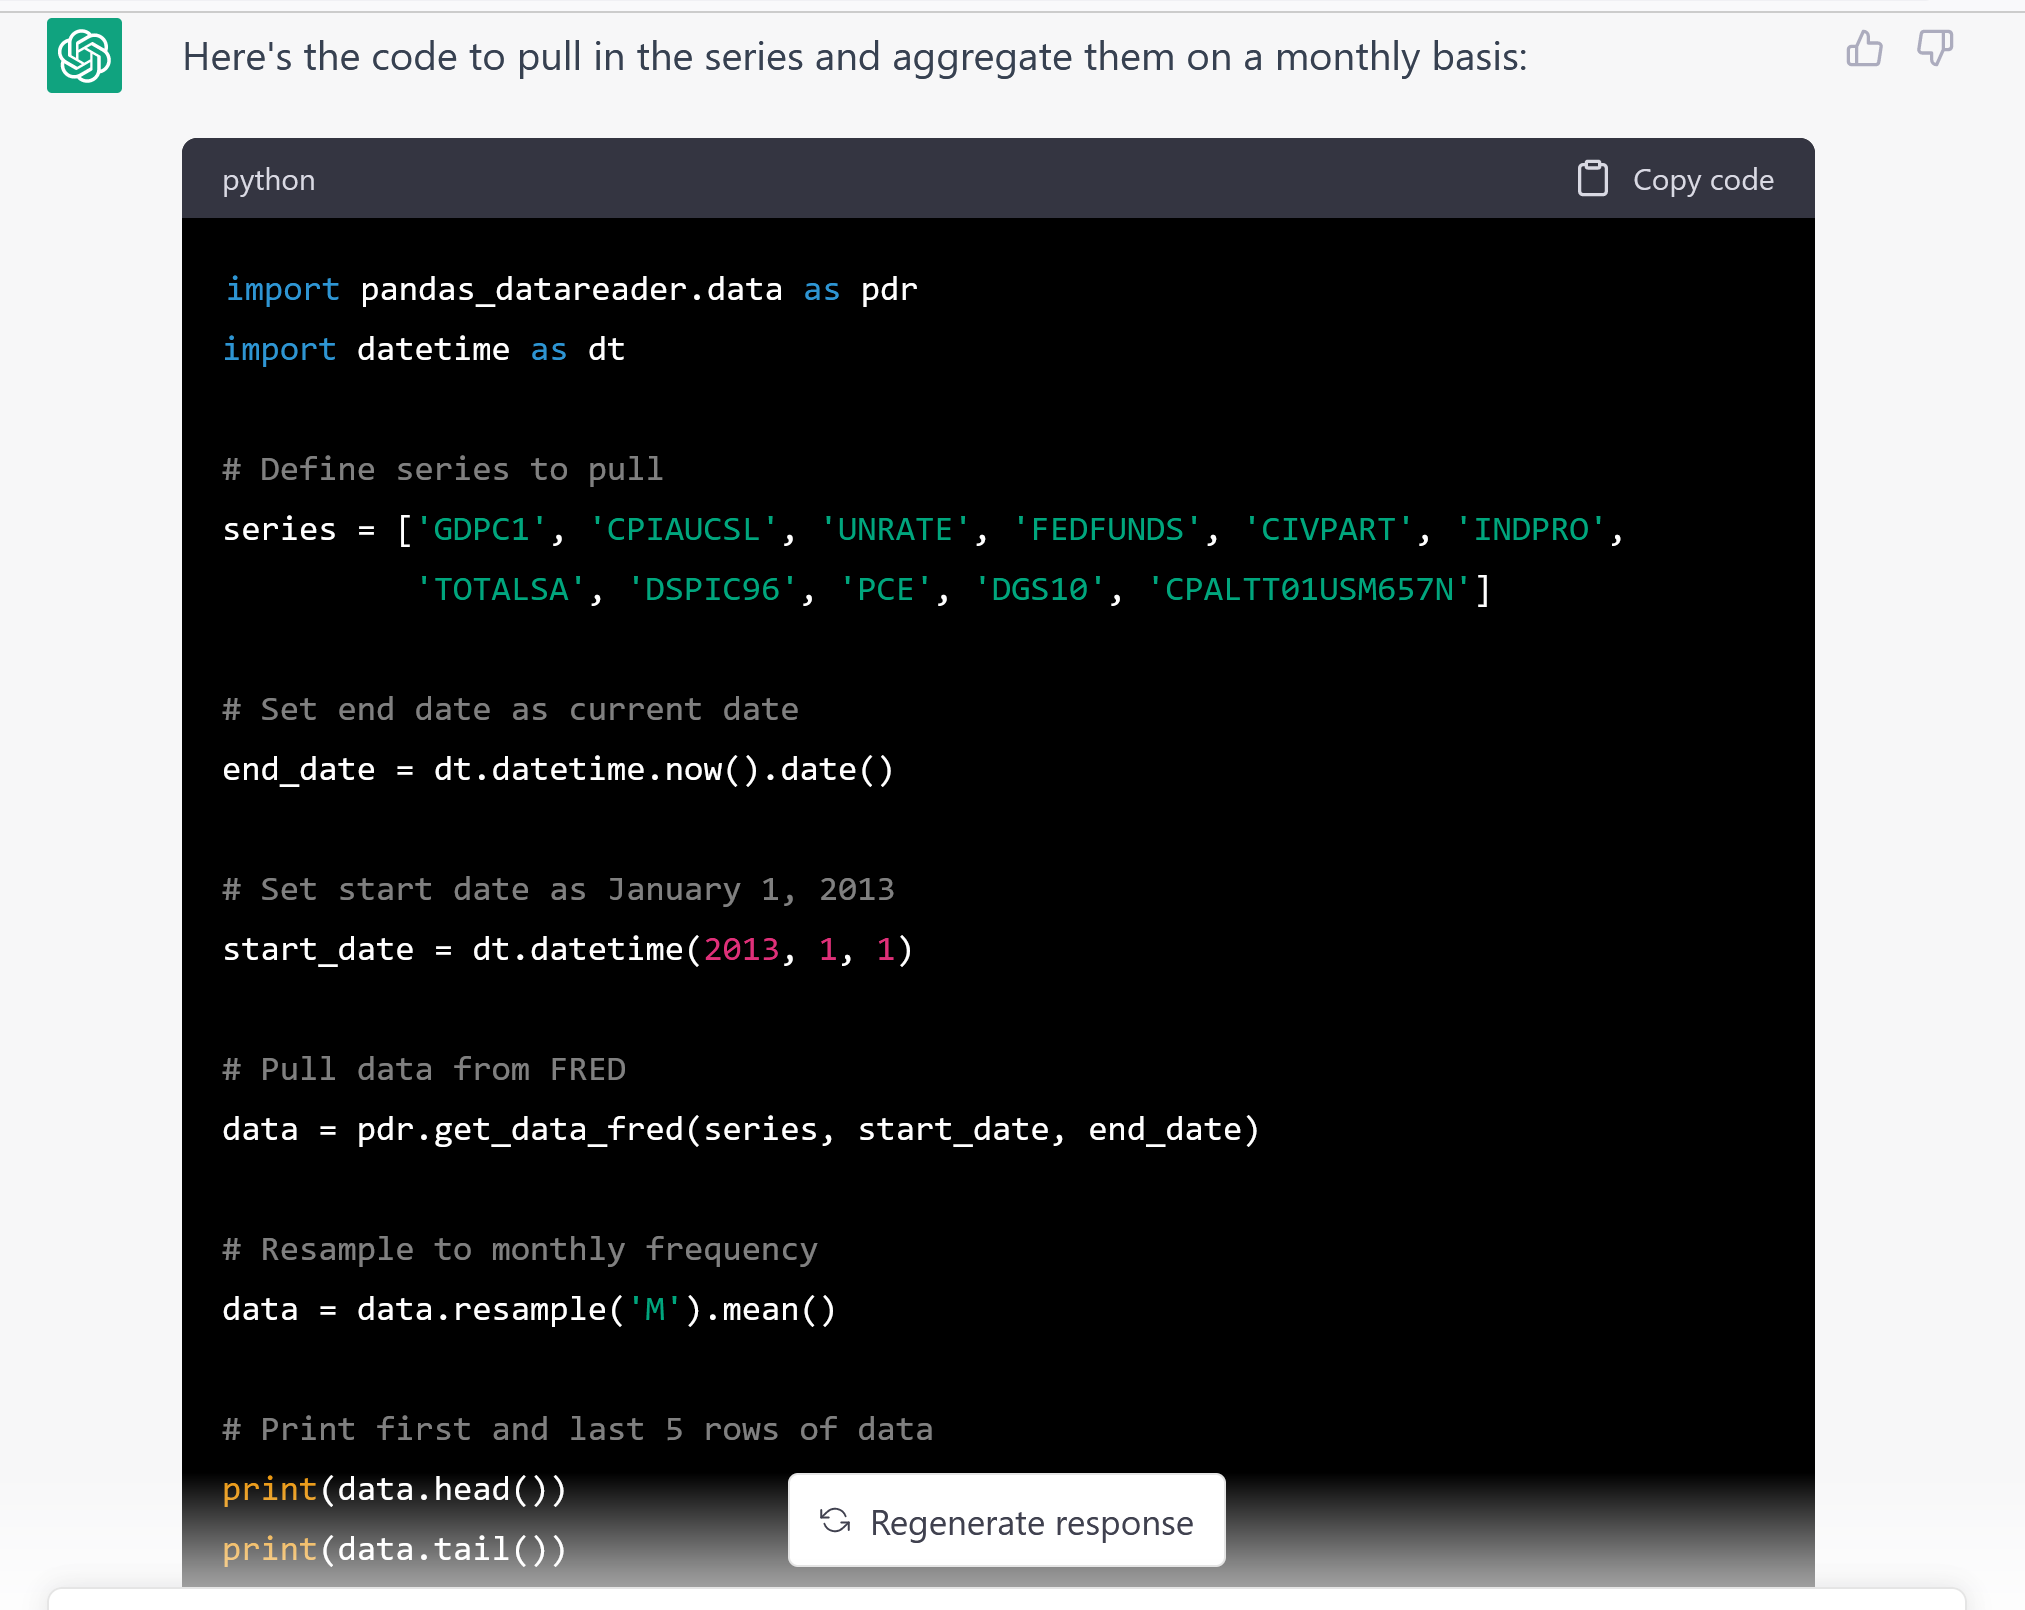 Here's the code to pull in the series and aggregate them on a monthly basis:
python
Copy code
import pandas_datareader.data as pdr
import datetime as dt
# Define series to pull
series = ['GDPC1', 'CPIAUCSL', 'UNRATE', 'FEDFUNDS', 'CIVPART', 'INDPRO',
'TOTALSA', 'DSPIC96', 'PCE', 'DGS10', 'CPALTT01USM657N']
# Set end date as current date
end_date = dt.datetime.now().date()
# Set start date as January 1, 2013
start_date = dt.datetime(2013, 1, 1)
# Pull data from FRED
data = pdr.get_data_fred(series, start_date, end_date)
# Resample to monthly frequency
data = data.resample('M').mean()
# Print first and last 5 rows of data
print(data.head())
print(data.tail())
Regenerate response